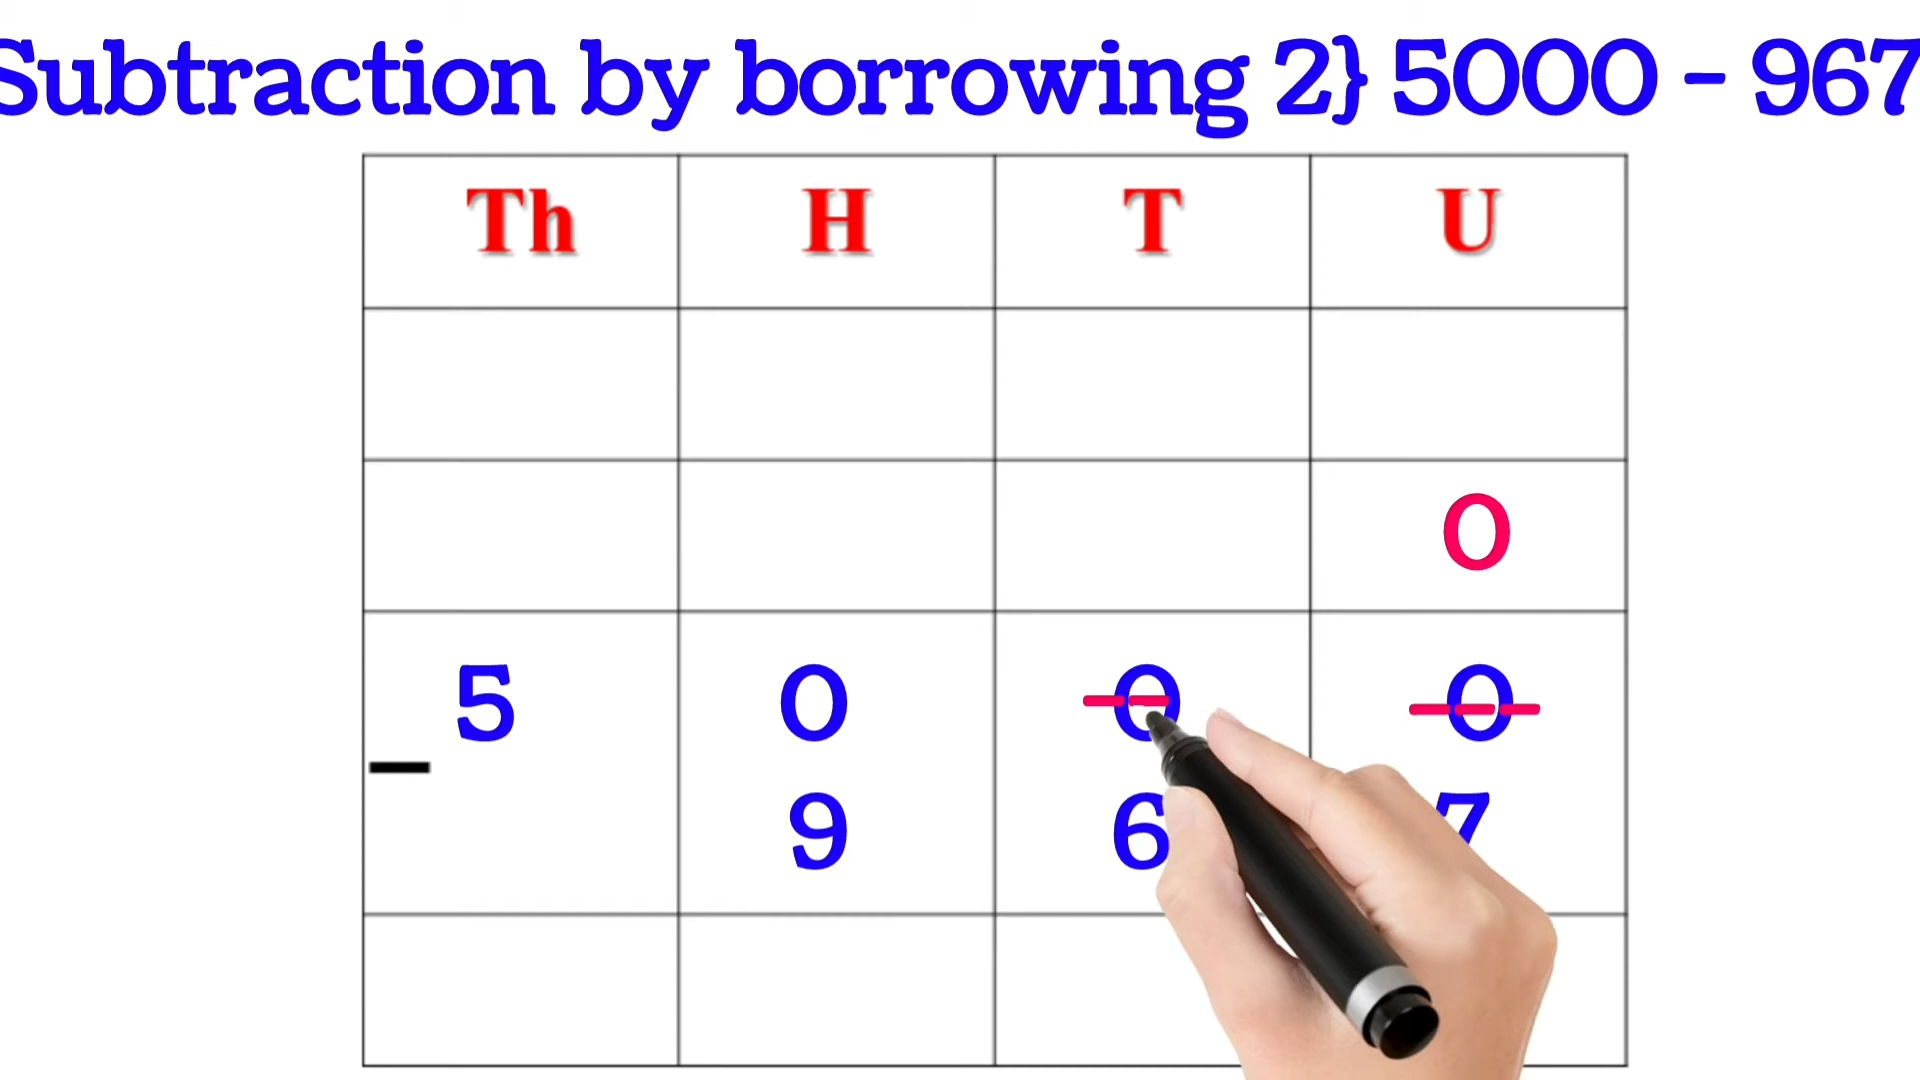 Subtraction by borrowing 2} 5000 - 967
Th H T U
0
5 0 0 0
-
9 6 7